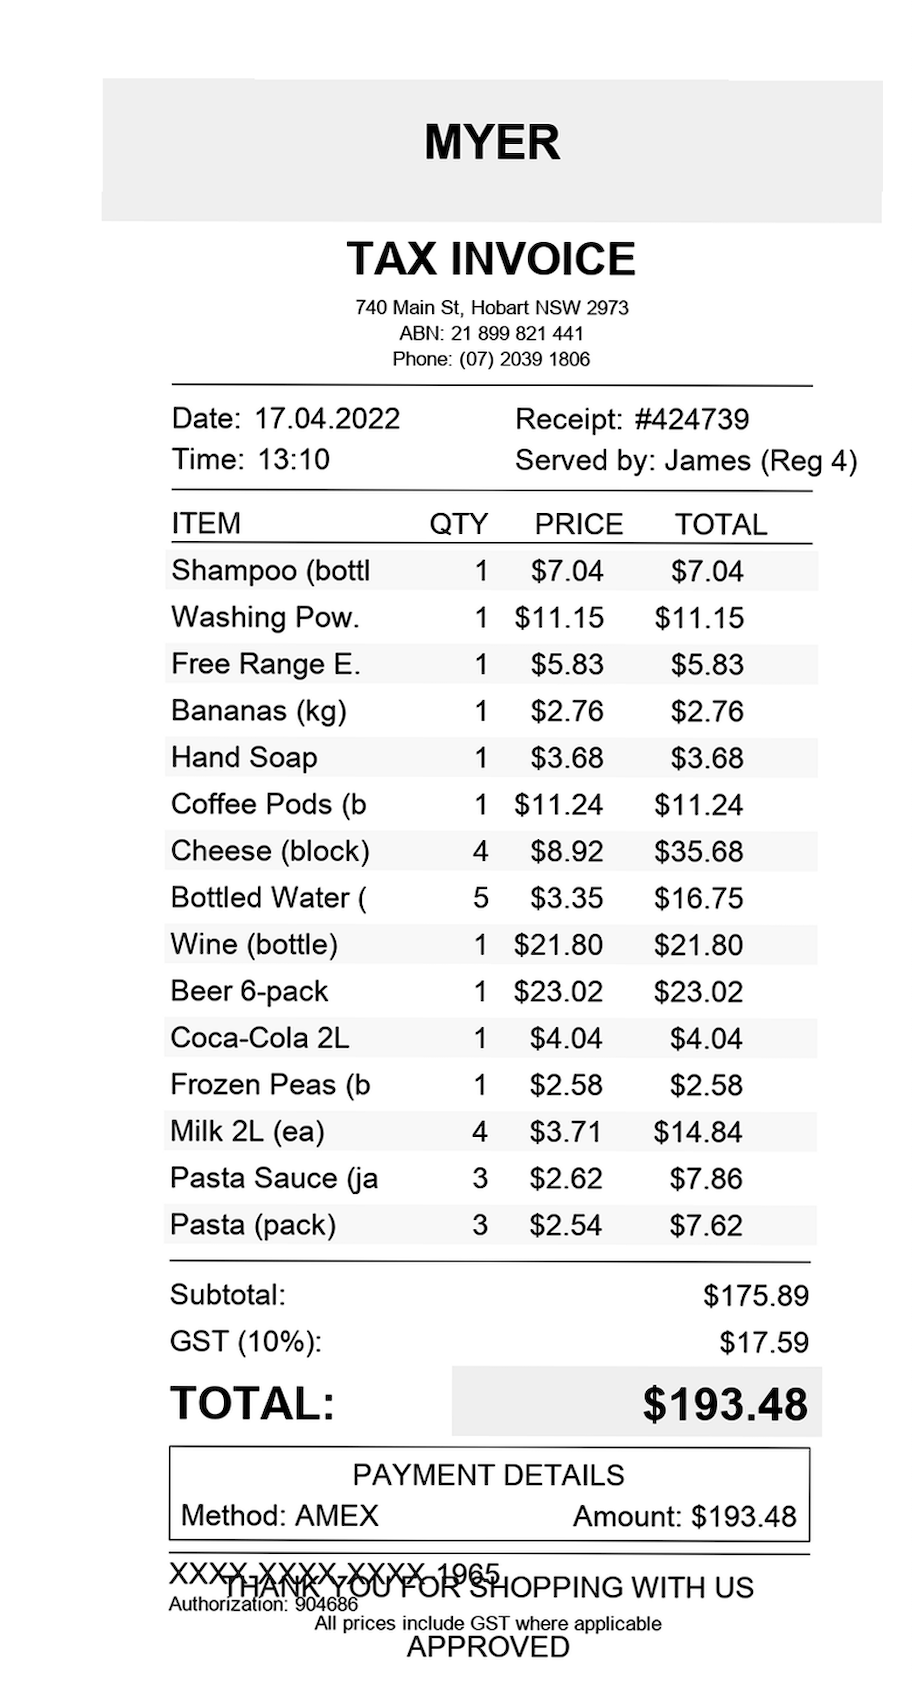 MYER
TAX INVOICE
740 Main St, Hobart NSW 2973
ABN: 21 899 821 441
Phone: (07) 2039 1806
Date: 17.04.2022 Receipt: #424739
Time: 13:10 Served by: James (Reg 4)
ITEM QTY PRICE TOTAL
Shampoo (bottl 1 $7.04 $7.04
Washing Pow. 1 $11.15 $11.15
Free Range E. 1 $5.83 $5.83
Bananas (kg) 1 $2.76 $2.76
Hand Soap 1 $3.68 $3.68
Coffee Pods (b 1 $11.24 $11.24
Cheese (block) 4 $8.92 $35.68
Bottled Water ( 5 $3.35 $16.75
Wine (bottle) 1 $21.80 $21.80
Beer 6-pack 1 $23.02 $23.02
Coca-Cola 2L 1 $4.04 $4.04
Frozen Peas (b 1 $2.58 $2.58
Milk 2L (ea) 4 $3.71 $14.84
Pasta Sauce (ja 3 $2.62 $7.86
Pasta (pack) 3 $2.54 $7.62
Subtotal: $175.89
GST (10%): $17.59
TOTAL: $193.48
PAYMENT DETAILS
Method: AMEX Amount: $193.48
XXXX-XXXX-XXXX-1965
THANK YOU FOR SHOPPING WITH US
Authorization: 904686
All prices include GST where applicable
APPROVED